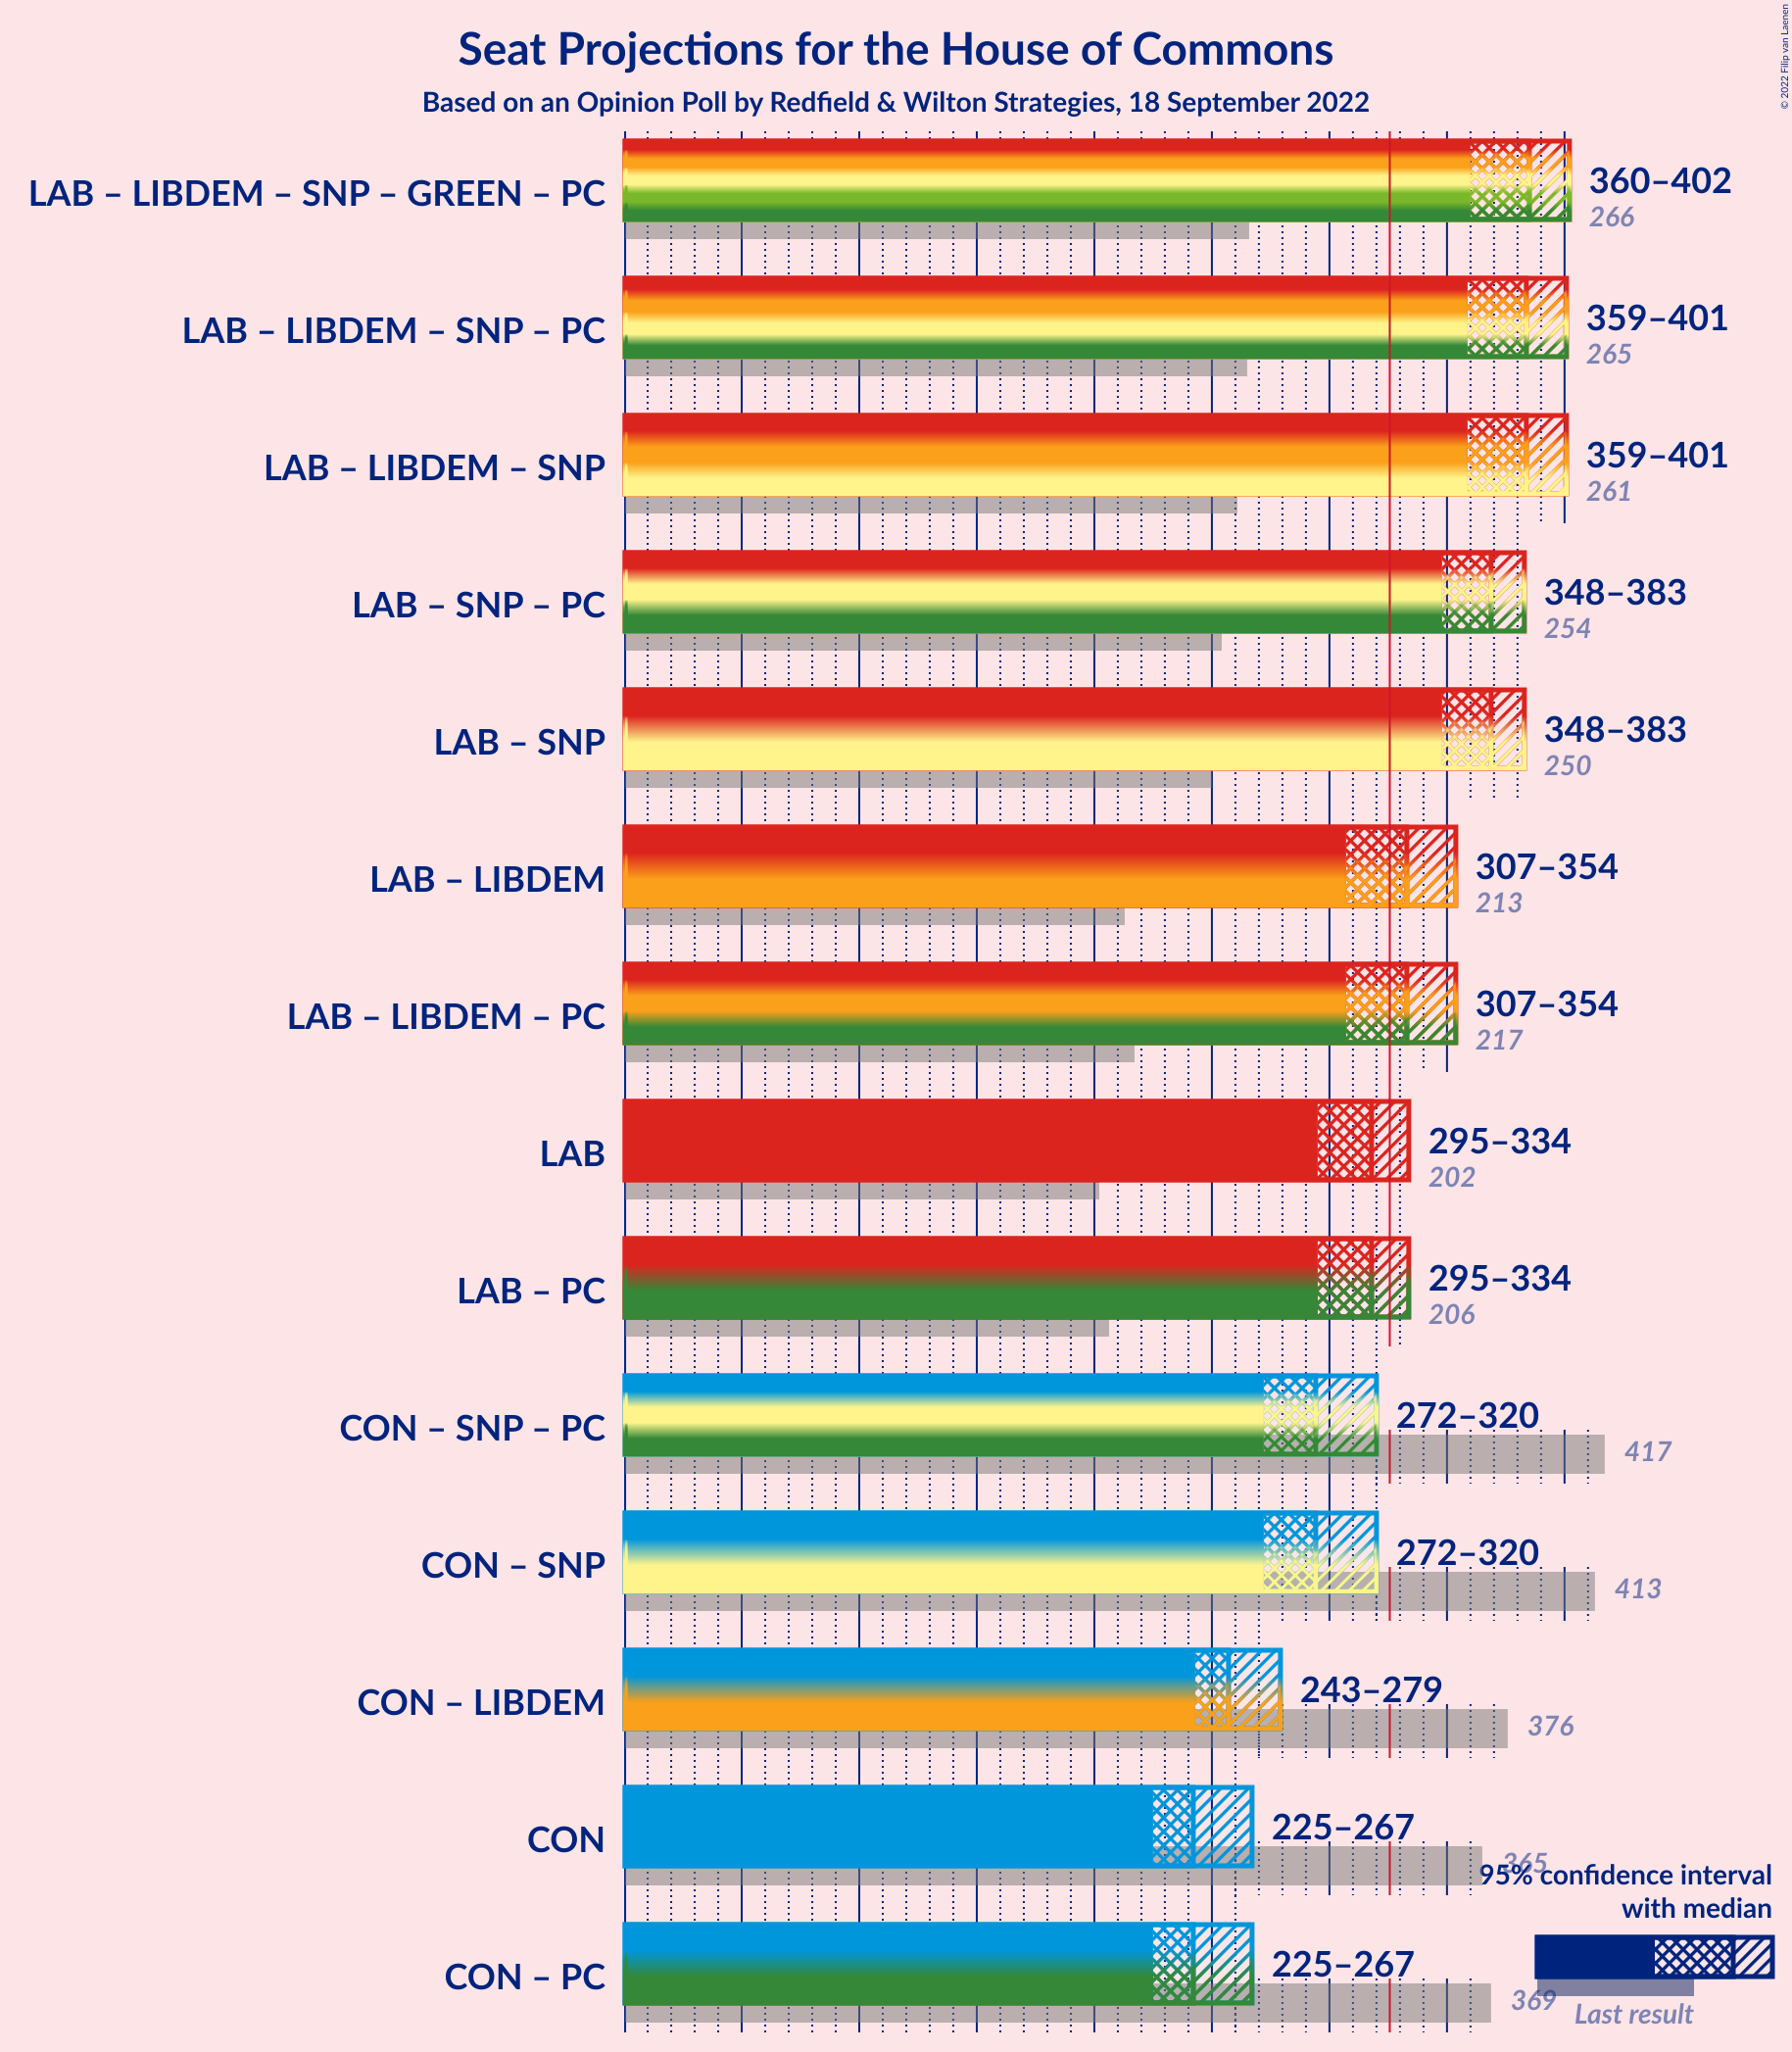 Seat Projections for the House of Commons
Based on an Opinion Poll by Redfield & Wilton Strategies, 18 September 2022
© 2022 Filip van Laenen
LAB – LIBDEM – SNP – GREEN – PC
360–402
266
LAB – LIBDEM – SNP – PC
359–401
265
LAB – LIBDEM – SNP
359–401
261
LAB – SNP – PC
348–383
254
LAB – SNP
348–383
250
LAB – LIBDEM
307–354
213
LAB – LIBDEM – PC
307–354
217
LAB
295–334
202
LAB – PC
295–334
206
CON – SNP – PC
272–320
417
CON – SNP
272–320
413
CON – LIBDEM
243–279
376
CON
225–267
365
CON – PC
225–267
369
95% confidence interval
with median
Last result